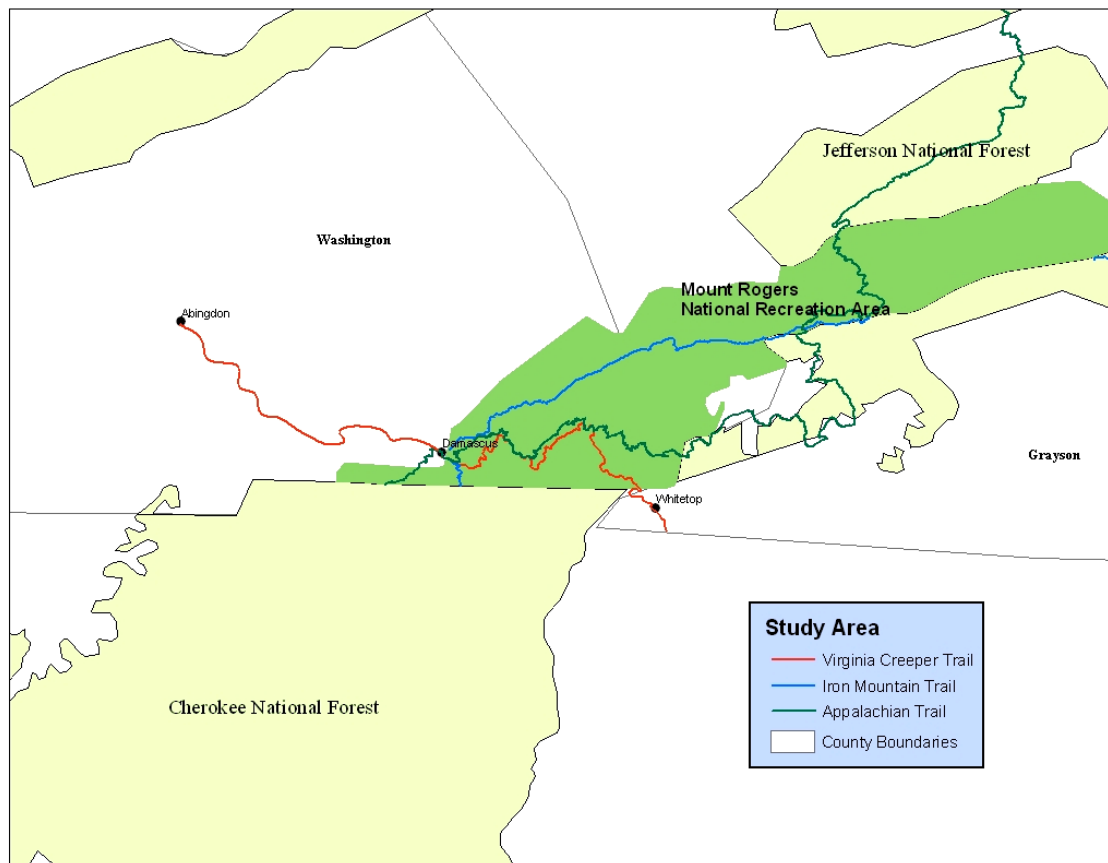 Jefferson National Forest
Washington
Mount Rogers
National Recreation Area
Abingdon
Damascus
Grayson
Whitetop
Study Area
Virginia Creeper Trail
Iron Mountain Trail
Appalachian Trail
County Boundaries
Cherokee National Forest